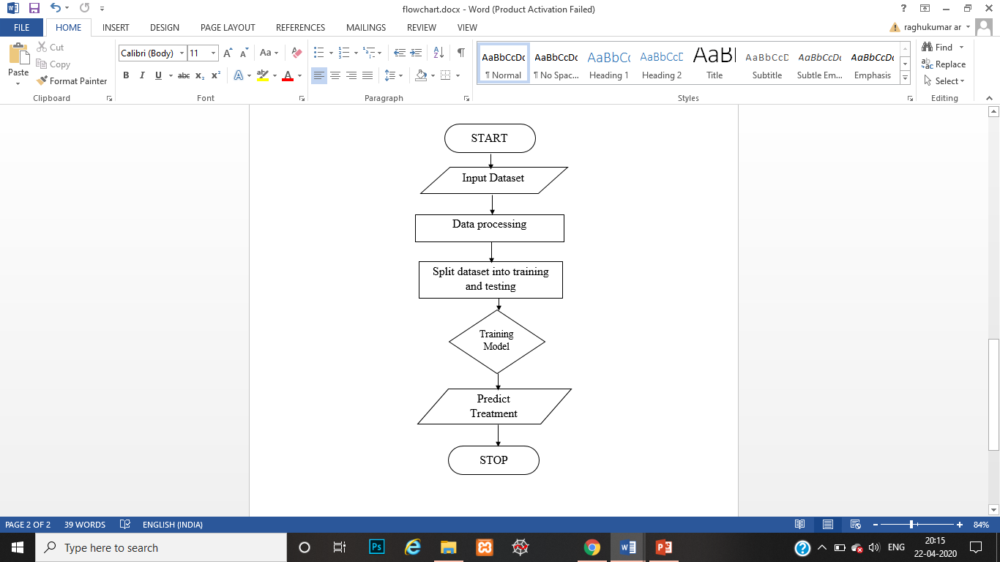 flowchart.docx - Word (Product Activation Failed)
FILE HOME INSERT DESIGN PAGE LAYOUT REFERENCES MAILINGS REVIEW VIEW raghukumar ar
Paste
Cut
Copy
Format Painter
Clipboard
Calibri (Body) 11
Font
Paragraph
AaBbCcDc AaBbCcDc AaBbCc AaBbCcD AaBl AaBbCcD AaBbCcDc AaBbCcDc
¶ Normal ¶ No Spac... Heading 1 Heading 2 Title Subtitle Subtle Em... Emphasis
Styles
Find
Replace
Select
Editing
START
Input Dataset
Data processing
Split dataset into training
and testing
Training
Model
Predict
Treatment
STOP
PAGE 2 OF 2 39 WORDS ENGLISH (INDIA) 84%
Type here to search
Ps
ENG
20:15
22-04-2020